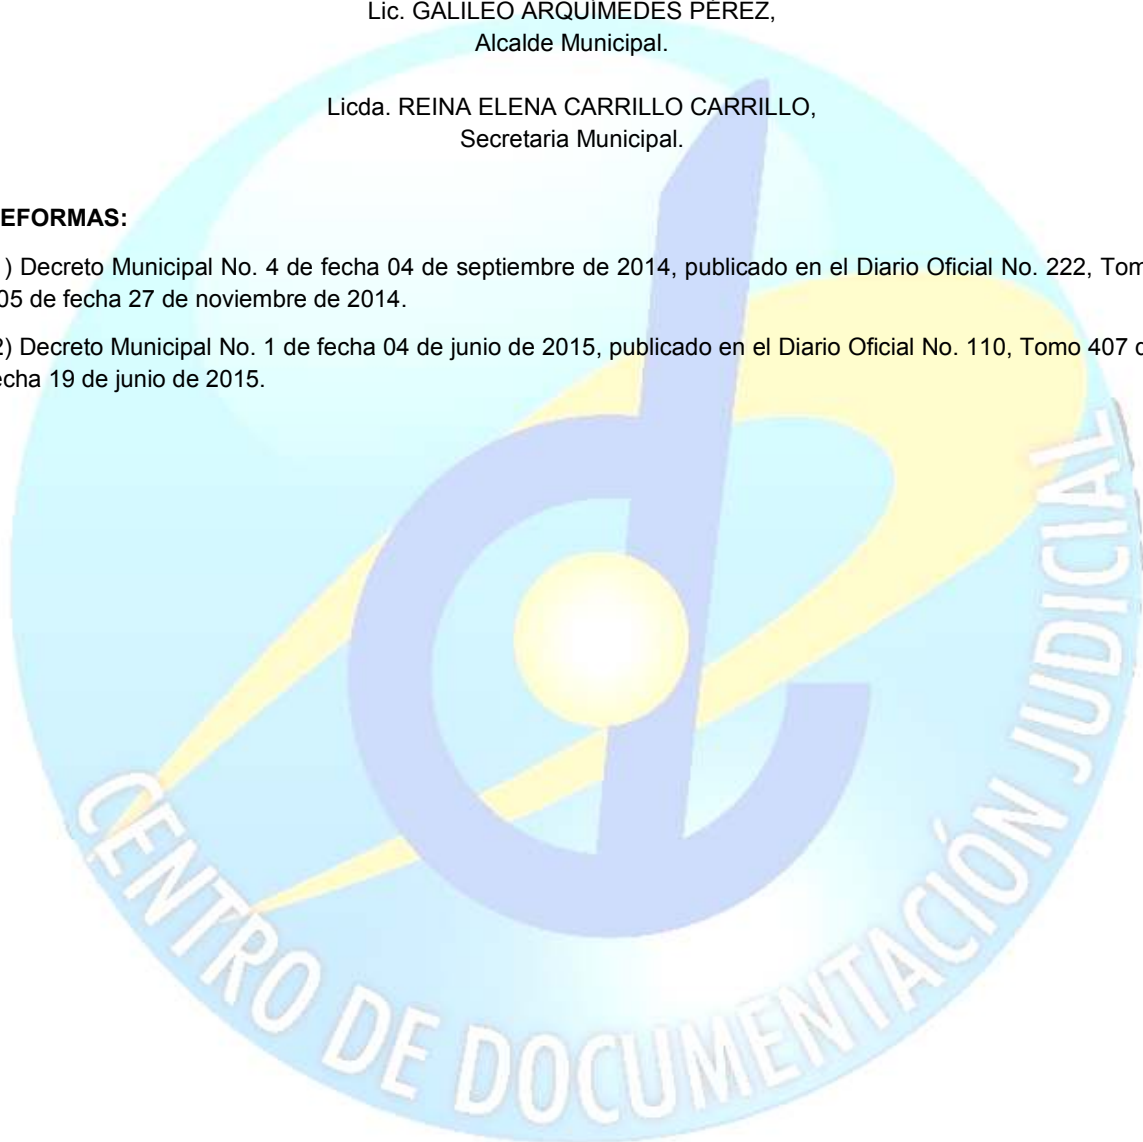 Lic. GALILEO ARQUÍMEDES PÉREZ,
Alcalde Municipal.
Licda. REINA ELENA CARRILLO CARRILLO,
Secretaria Municipal.
EFORMAS:
) Decreto Municipal No. 4 de fecha 04 de septiembre de 2014, publicado en el Diario Oficial No. 222, Tom
05 de fecha 27 de noviembre de 2014.
2) Decreto Municipal No. 1 de fecha 04 de junio de 2015, publicado en el Diario Oficial No. 110, Tomo 407 d
echa 19 de junio de 2015.
CENTRO DE DOCUMENTACIÓN JUDICIAL